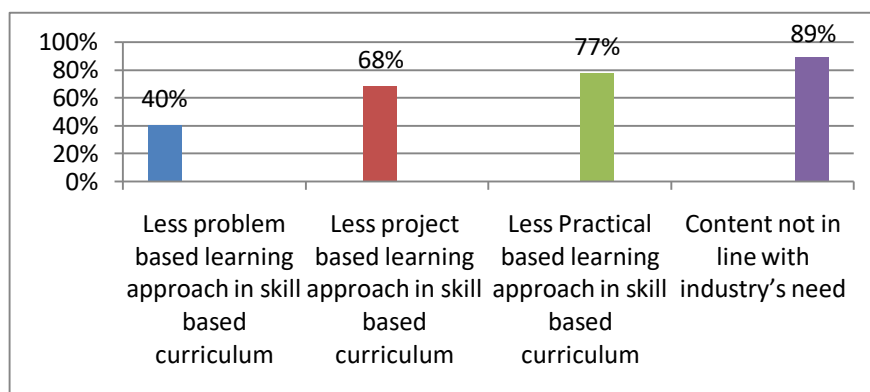 100%
80%
60%
40%
20%
0%
40%
68%
77%
89%
Less problem
based learning
approach in skill
based
curriculum
Less project
based learning
approach in skill
based
curriculum
Less Practical
based learning
approach in skill
based
curriculum
Content not in
line with
industry’s need